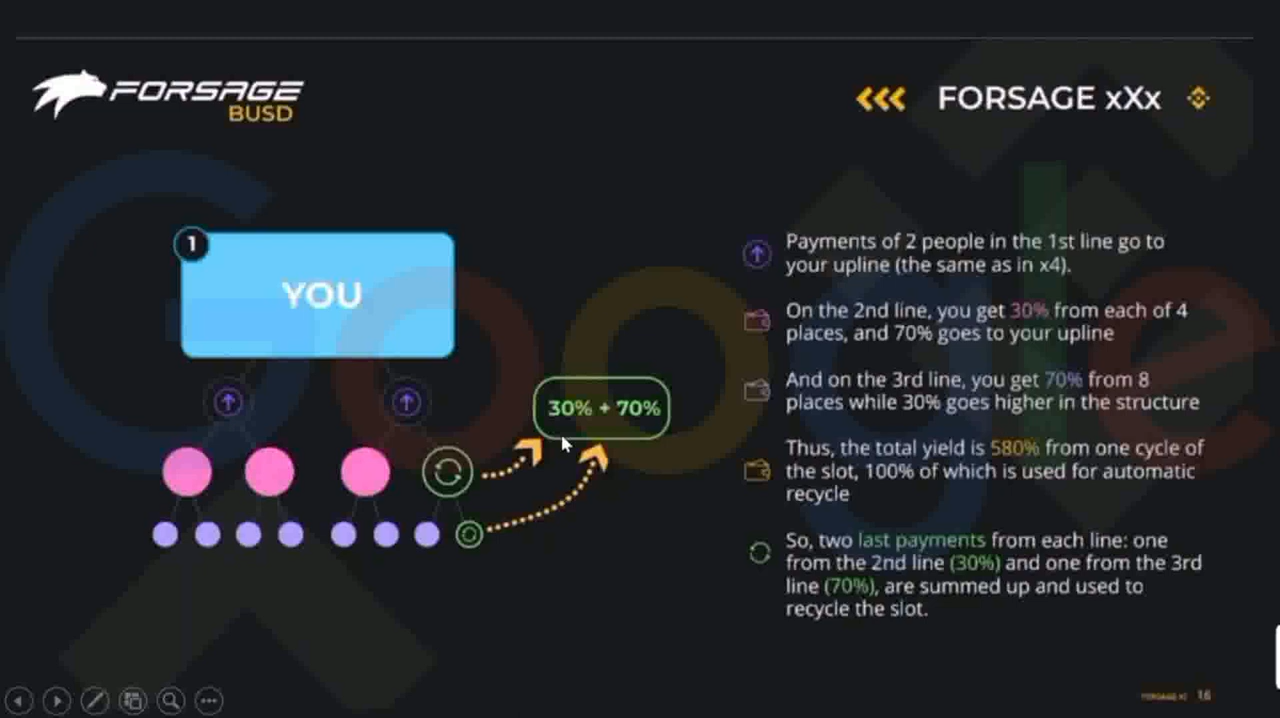 FORSAGE
BUSD
FORSAGE xXx
1
YOU
30% + 70%
Payments of 2 people in the 1st line go to
your upline (the same as in x4).
On the 2nd line, you get 30% from each of 4
places, and 70% goes to your upline
And on the 3rd line, you get 70% from 8
places while 30% goes higher in the structure
Thus, the total yield is 580% from one cycle of
the slot, 100% of which is used for automatic
recycle
So, two last payments from each line: one
from the 2nd line (30%) and one from the 3rd
line (70%), are summed up and used to
recycle the slot.
16
Google